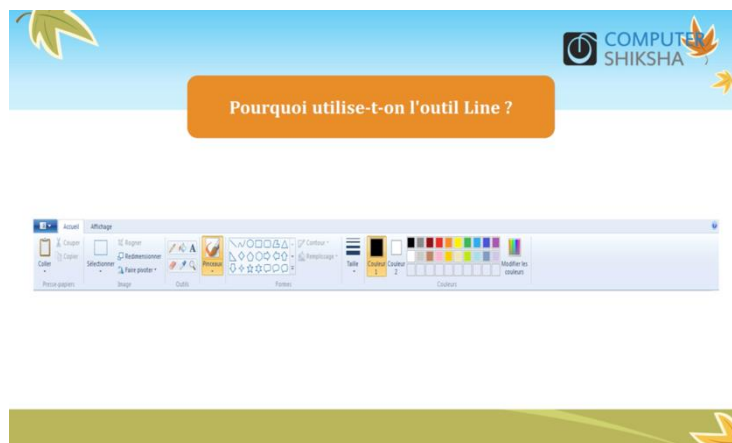 COMPUTER
SHIKSHA
Pourquoi utilise-t-on l'outil Line ?
Accueil Affichage
Coller
Couper
Copier
Presse-papiers
Sélectionner
Rogner
Redimensionner
Faire pivoter
Image
A
Outils
Pinceaux
Formes
Contour
Remplissage
Taille
Couleur 1
Couleur 2
Modifier les couleurs
Couleurs